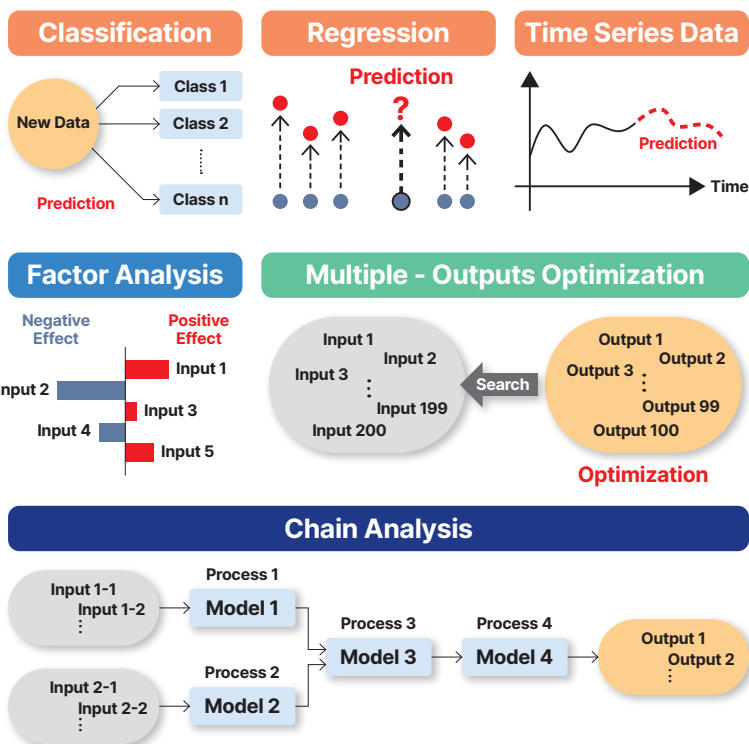 Classification
New Data
Class 1
Class 2
Class n
Prediction
Regression
Prediction
?
Time Series Data
Prediction
Time
Factor Analysis
Negative
Effect
Positive
Effect
Input 1
Input 2
Input 3
Input 4
Input 5
Multiple - Outputs Optimization
Input 1
Input 2
Input 3
Input 199
Input 200
Search
Output 1
Output 2
Output 3
Output 99
Output 100
Optimization
Chain Analysis
Input 1-1
Input 1-2
Process 1
Model 1
Input 2-1
Input 2-2
Process 2
Model 2
Process 3
Model 3
Process 4
Model 4
Output 1
Output 2